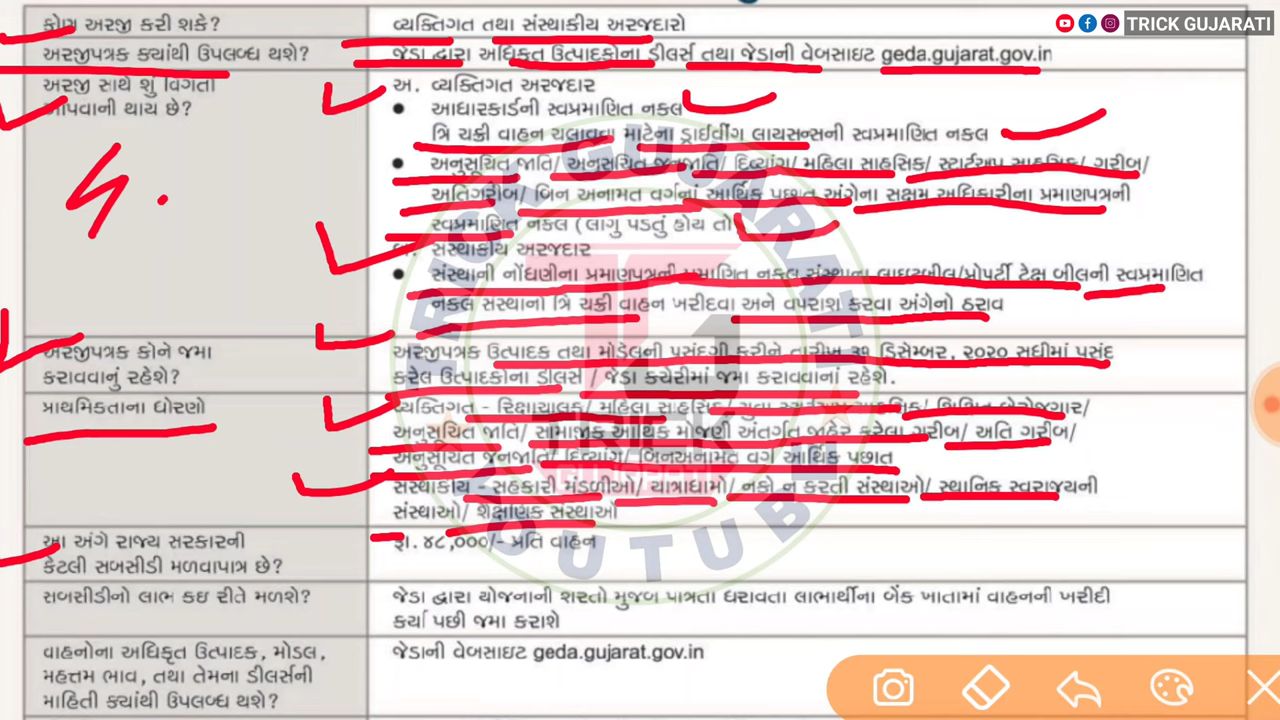 TRICK GUJARATI
કોણ અરજી કરી શકે?
વ્યક્તિગત તથા સંસ્થાકીય અરજદારો
અરજીપત્રક ક્યાંથી ઉપલબ્ધ થશે?
જેડા દ્વારા અધિકૃત ઉત્પાદકોના ડીલર્સ તથા જેડાની વેબસાઇટ geda.gujarat.gov.in
અરજી સાથે શું વિગતો
આપવાની થાય છે?
અ. વ્યક્તિગત અરજદાર
● આધારકાર્ડની સ્વપ્રમાણિત નકલ
ત્રિ ચક્રી વાહન ચલાવવા માટેના ડ્રાઈવીંગ લાયસન્સની સ્વપ્રમાણિત નકલ
● અનુસૂચિત જાતિ/ અનુસૂચિત જનજાતિ/ દિવ્યાંગ/ મહિલા સાહસિક/ સ્ટાર્ટઅપ સાહસિક/ ગરીબ/
અતિગરીબ/ બિન અનામત વર્ગનાં આર્થિક પછાત અંગેના સક્ષમ અધિકારીના પ્રમાણપત્રની
સ્વપ્રમાણિત નકલ (લાગુ પડતું હોય તો)
સંસ્થાકીય અરજદાર
● સંસ્થાની નોંધણીના પ્રમાણપત્રની પ્રમાણિત નકલ સંસ્થાના લાઇટબીલ/પ્રોપર્ટી ટેક્ષ બીલની સ્વપ્રમાણિત
નકલ સંસ્થાનો ત્રિ ચક્રી વાહન ખરીદવા અને વપરાશ કરવા અંગેનો ઠરાવ
અરજીપત્રક કોને જમા
કરાવવાનું રહેશે?
અરજીપત્રક ઉત્પાદક તથા મોડેલની પસંદગી કરીને તારીખ ૩૧ ડિસેમ્બર, ૨૦૨૦ સુધીમાં પસંદ
કરેલ ઉત્પાદકોના ડીલર્સ / જેડા કચેરીમાં જમા કરાવવાનાં રહેશે.
પ્રાથમિકતાના ધોરણો
વ્યક્તિગત - રિક્ષાચાલક/ મહિલા સાહસિક/ યુવા સ્ટાર્ટઅપ સાહસિક/ શિક્ષિત બેરોજગાર/
અનુસૂચિત જાતિ/ સામાજીક આર્થિક મોજણી અંતર્ગત જાહેર કરેલા ગરીબ/ અતિ ગરીબ/
અનુસૂચિત જનજાતિ/ દિવ્યાંગ/ બિનઅનામત વર્ગ આર્થિક પછાત
સંસ્થાકીય - સહકારી મંડળીઓ/ યાત્રાધામો/ નફો ન કરતી સંસ્થાઓ/ સ્થાનિક સ્વરાજ્યની
સંસ્થાઓ/ શૈક્ષણિક સંસ્થાઓ
આ અંગે રાજ્ય સરકારની
કેટલી સબસીડી મળવાપાત્ર છે?
રૂા. ૪૮,૦૦૦/- પ્રતિ વાહન
સબસીડીનો લાભ કઇ રીતે મળશે?
જેડા દ્વારા યોજનાની શરતો મુજબ પાત્રતા ધરાવતા લાભાર્થીના બેંક ખાતામાં વાહનની ખરીદી
કર્યા પછી જમા કરાશે
વાહનોના અધિકૃત ઉત્પાદક, મોડલ,
મહત્તમ ભાવ, તથા તેમના ડીલર્સની
માહિતી ક્યાંથી ઉપલબ્ધ થશે?
જેડાની વેબસાઇટ geda.gujarat.gov.in
TRICK GUJARATI
YOUTUBE